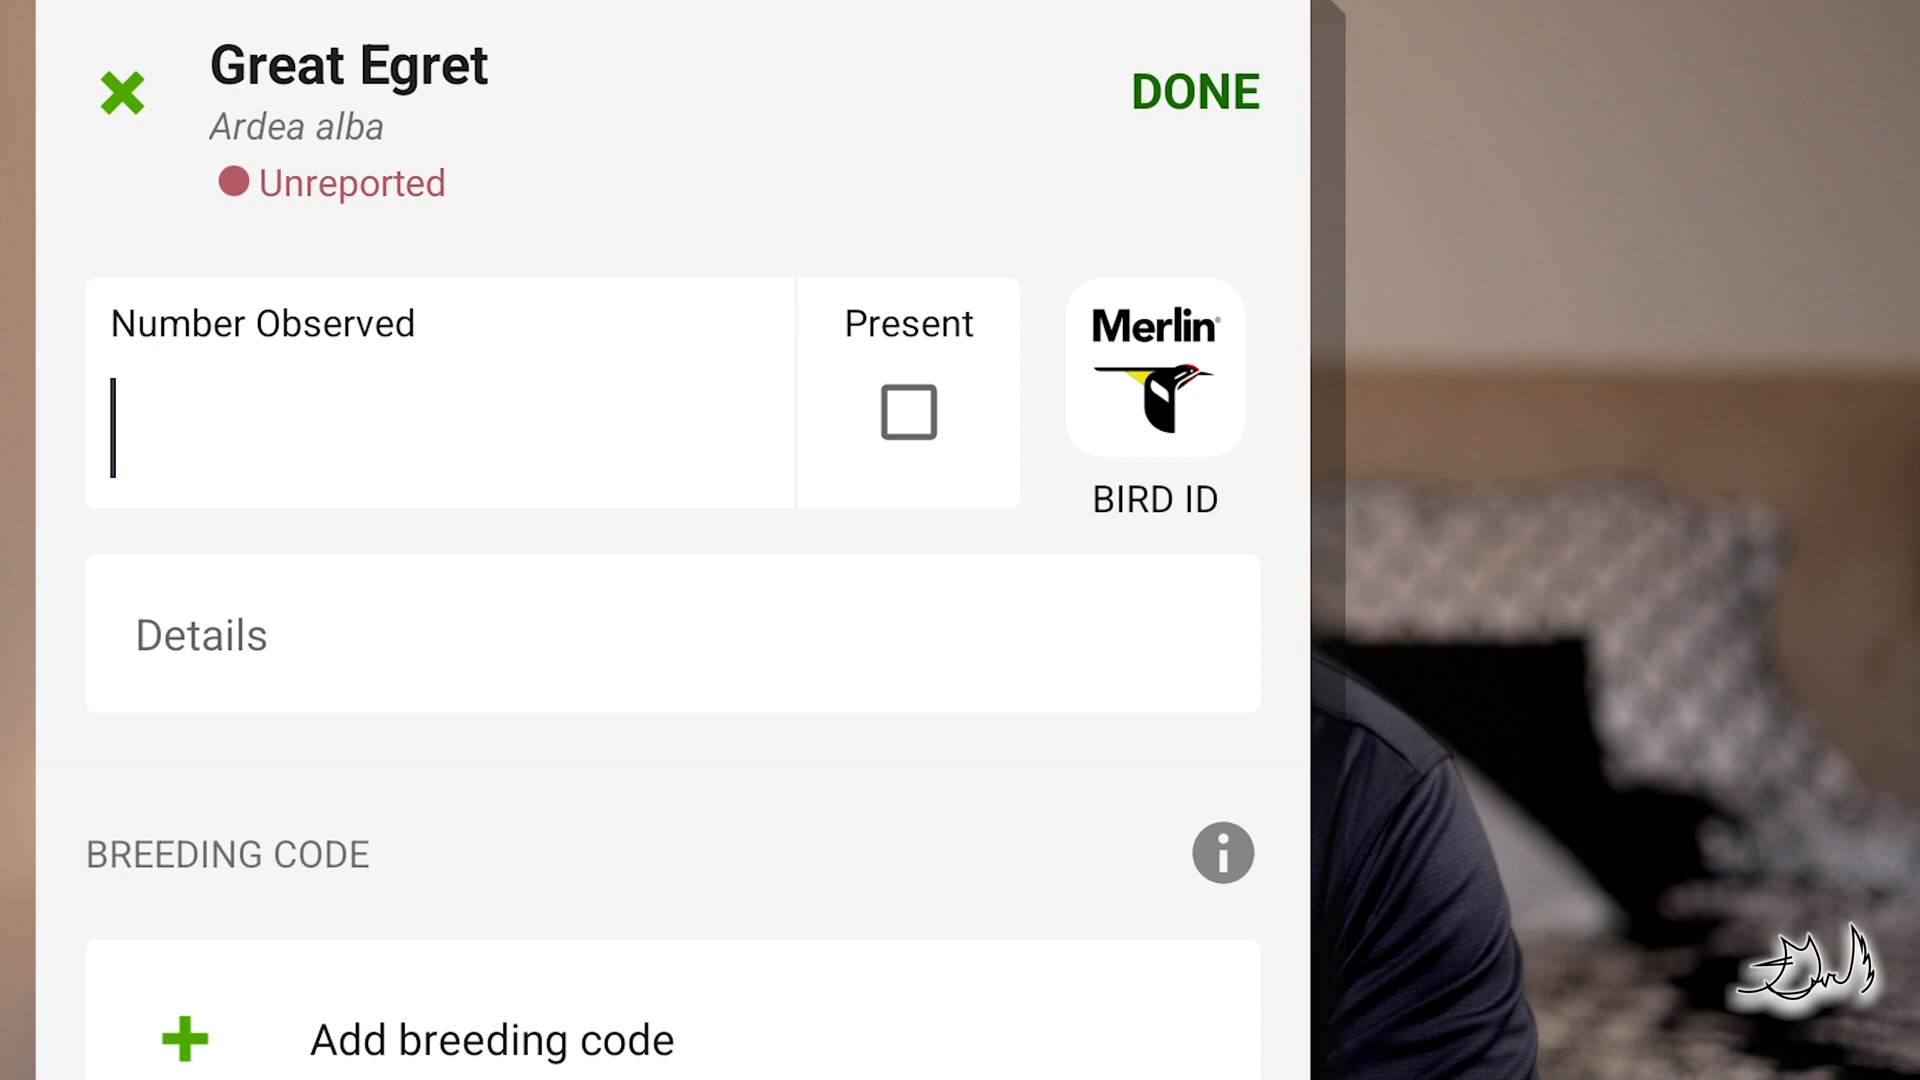 Great Egret
DONE
Ardea alba
Unreported
Number Observed
Present
Merlin
BIRD ID
Details
BREEDING CODE
Add breeding code